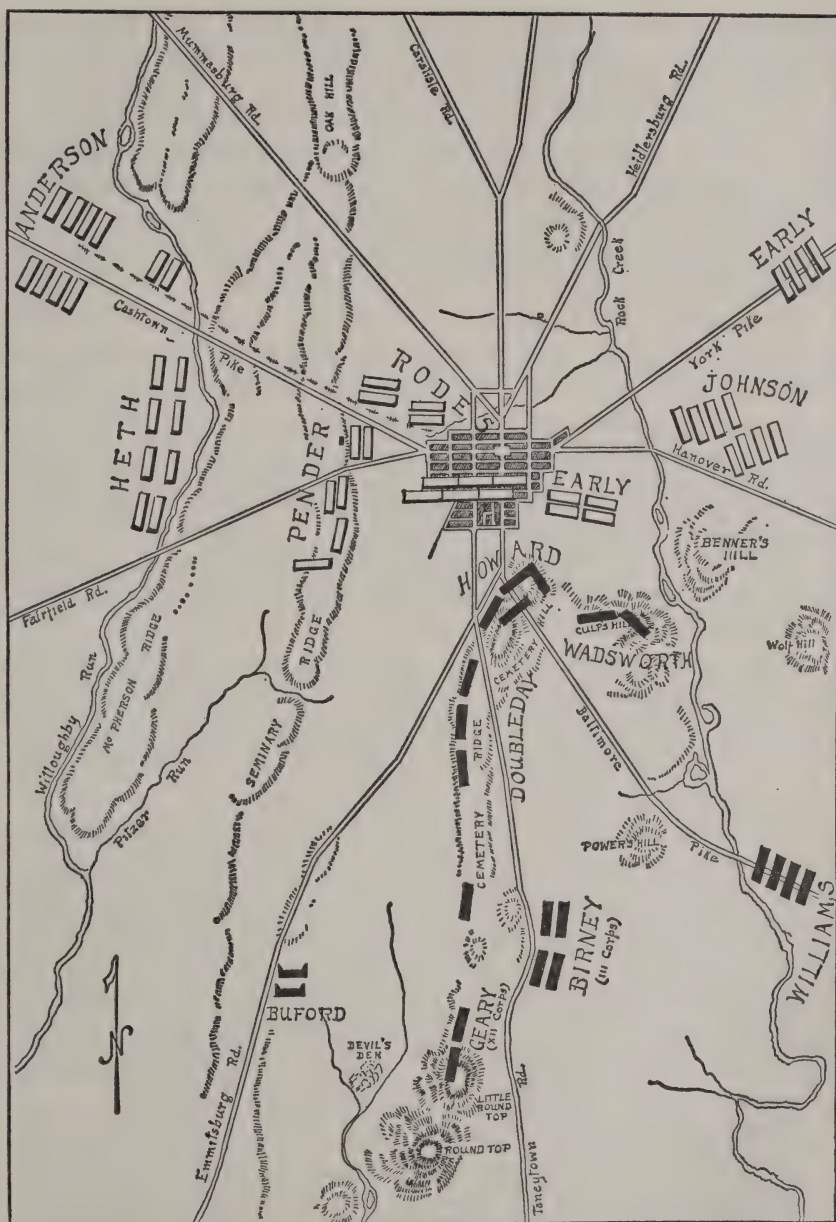 Mummasburg Rd.
OAK HILL
Carslisle Rd.
Heidlersburg Rd.
ANDERSON
Rock Creek
EARLY
Cashtown Pike
York Pike
RODES
JOHNSON
HETH
PENDER
Hanover Rd.
EARLY
BENNER'S
HILL
Fairfield Rd.
HOWARD
CULPS HILL
Wolf Hill
WADSWORTH
CEMETERY HILL
Willoughby Run
McPHERSON RIDGE
SEMINARY RIDGE
Pitzer Run
DOUBLEDAY
CEMETERY RIDGE
Baltimore Pike
POWER'S HILL
WILLIAMS
BIRNEY
(III Corps)
BUFORD
GEARY
(XII Corps)
N
DEVIL'S
DEN
Emmitsburg Rd.
LITTLE
ROUND
TOP
ROUND TOP
Taneytown Rd.